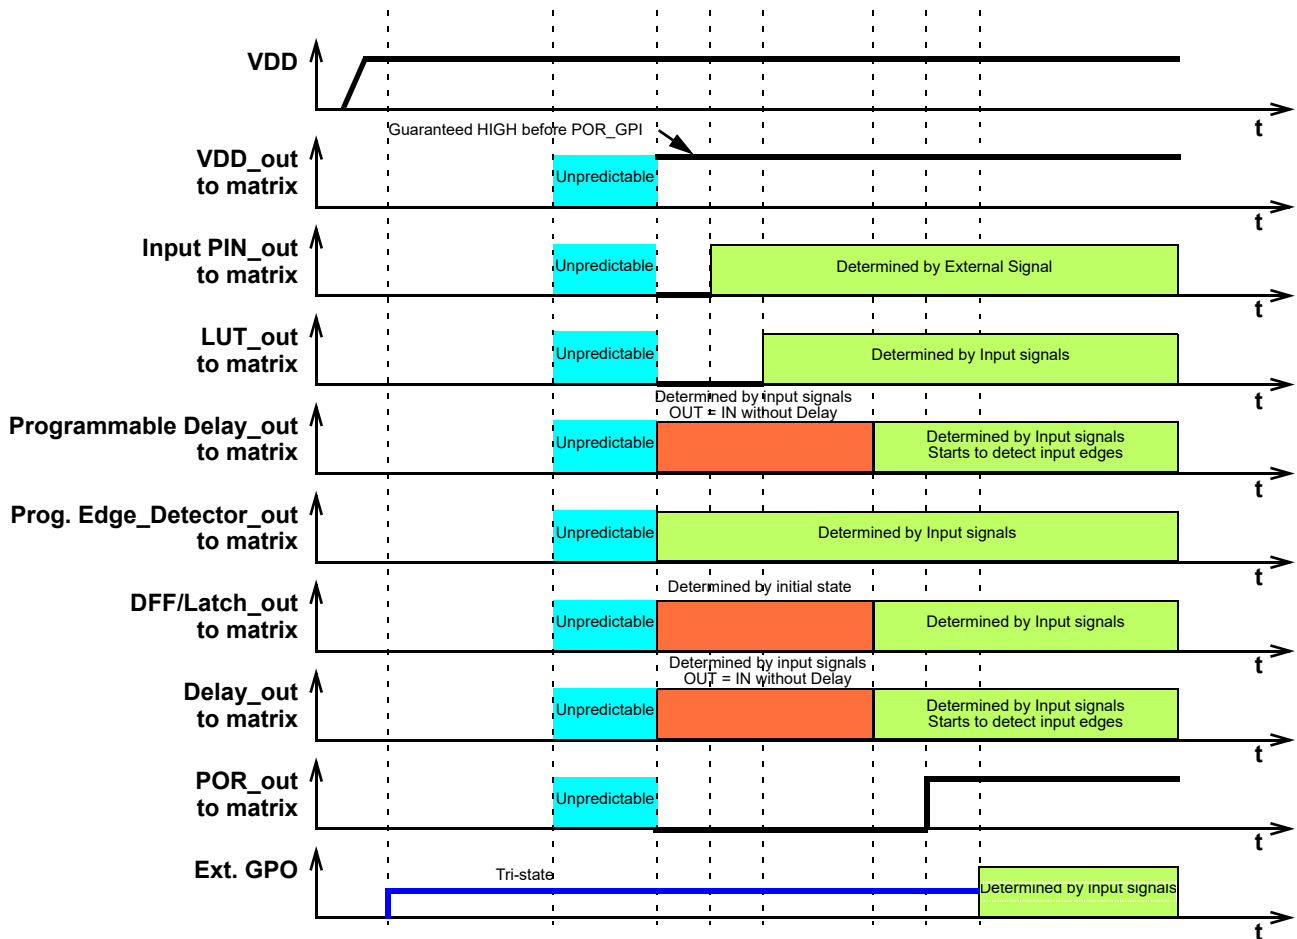 VDD
t
Guaranteed HIGH before POR_GPI
VDD_out
to matrix
Unpredictable
t
Input PIN_out
to matrix
Unpredictable
Determined by External Signal
t
LUT_out
to matrix
Unpredictable
Determined by Input signals
t
Determined by input signals
OUT = IN without Delay
Programmable Delay_out
to matrix
Unpredictable
Determined by Input signals
Starts to detect input edges
t
Prog. Edge_Detector_out
to matrix
Unpredictable
Determined by Input signals
t
Determined by initial state
DFF/Latch_out
to matrix
Unpredictable
Determined by Input signals
t
Determined by input signals
OUT = IN without Delay
Delay_out
to matrix
Unpredictable
Determined by Input signals
Starts to detect input edges
t
POR_out
to matrix
Unpredictable
t
Ext. GPO
Tri-state
Determined by input signals
t